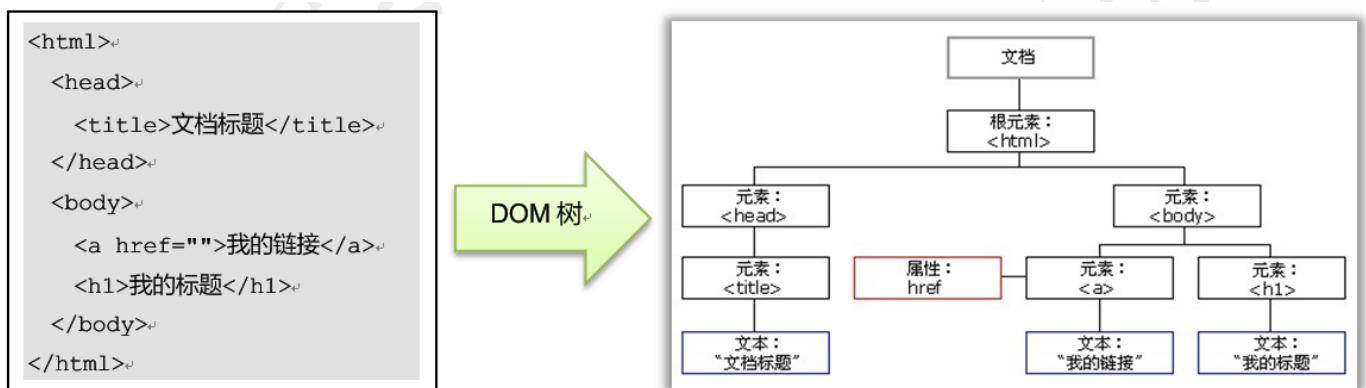 <html>
<head>
<title>文档标题</title>
</head>
<body>
<a href="">我的链接</a>
<h1>我的标题</h1>
</body>
</html>
DOM 树
文档
根元素：
<html>
元素：
<head>
元素：
<body>
元素：
<title>
属性：
href
元素：
<a>
元素：
<h1>
文本：
“文档标题”
文本：
“我的链接”
文本：
“我的标题”